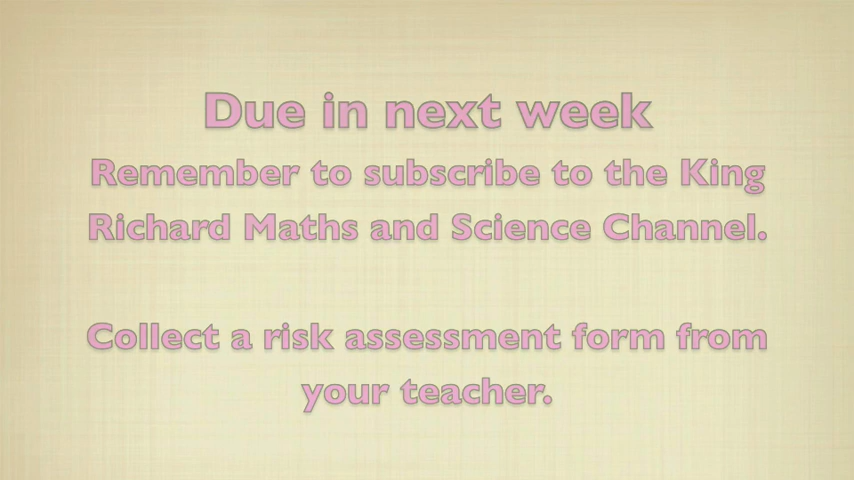 Due in next week
Remember to subscribe to the King
Richard Maths and Science Channel.
Collect a risk assessment form from
your teacher.